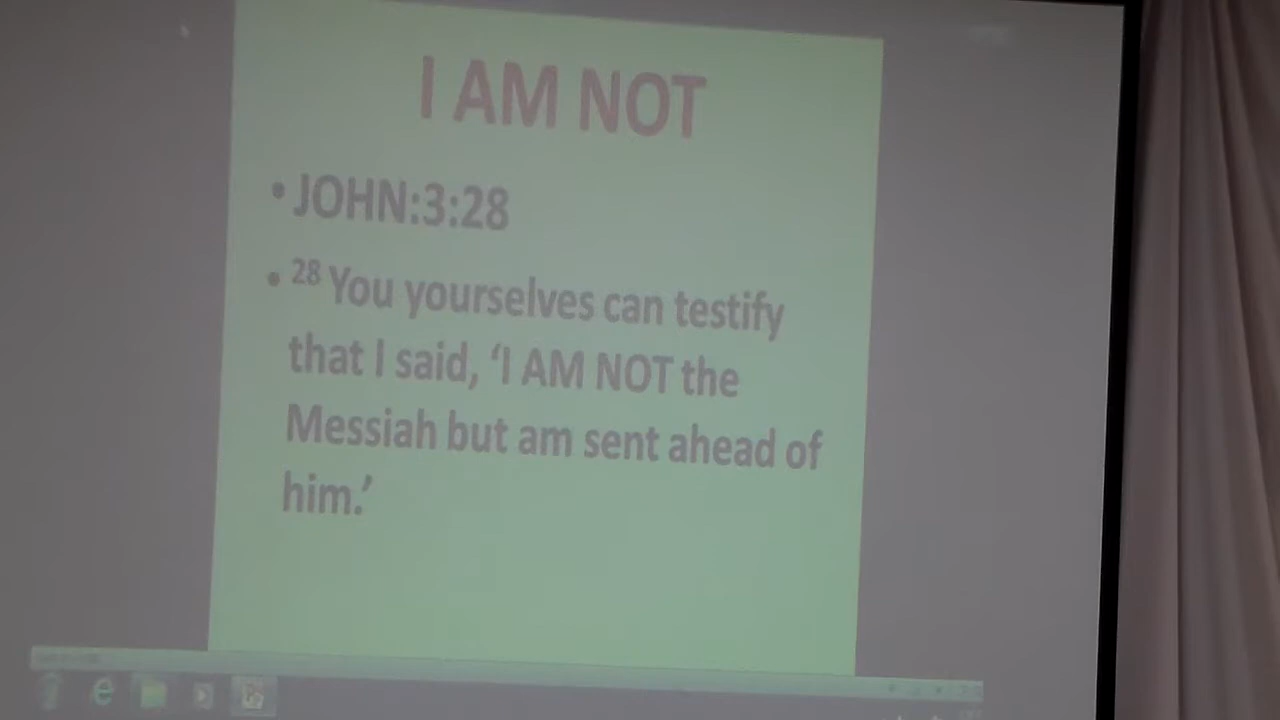 I AM NOT
• JOHN:3:28
• 28 You yourselves can testify
that I said, ‘I AM NOT the
Messiah but am sent ahead of
him.’